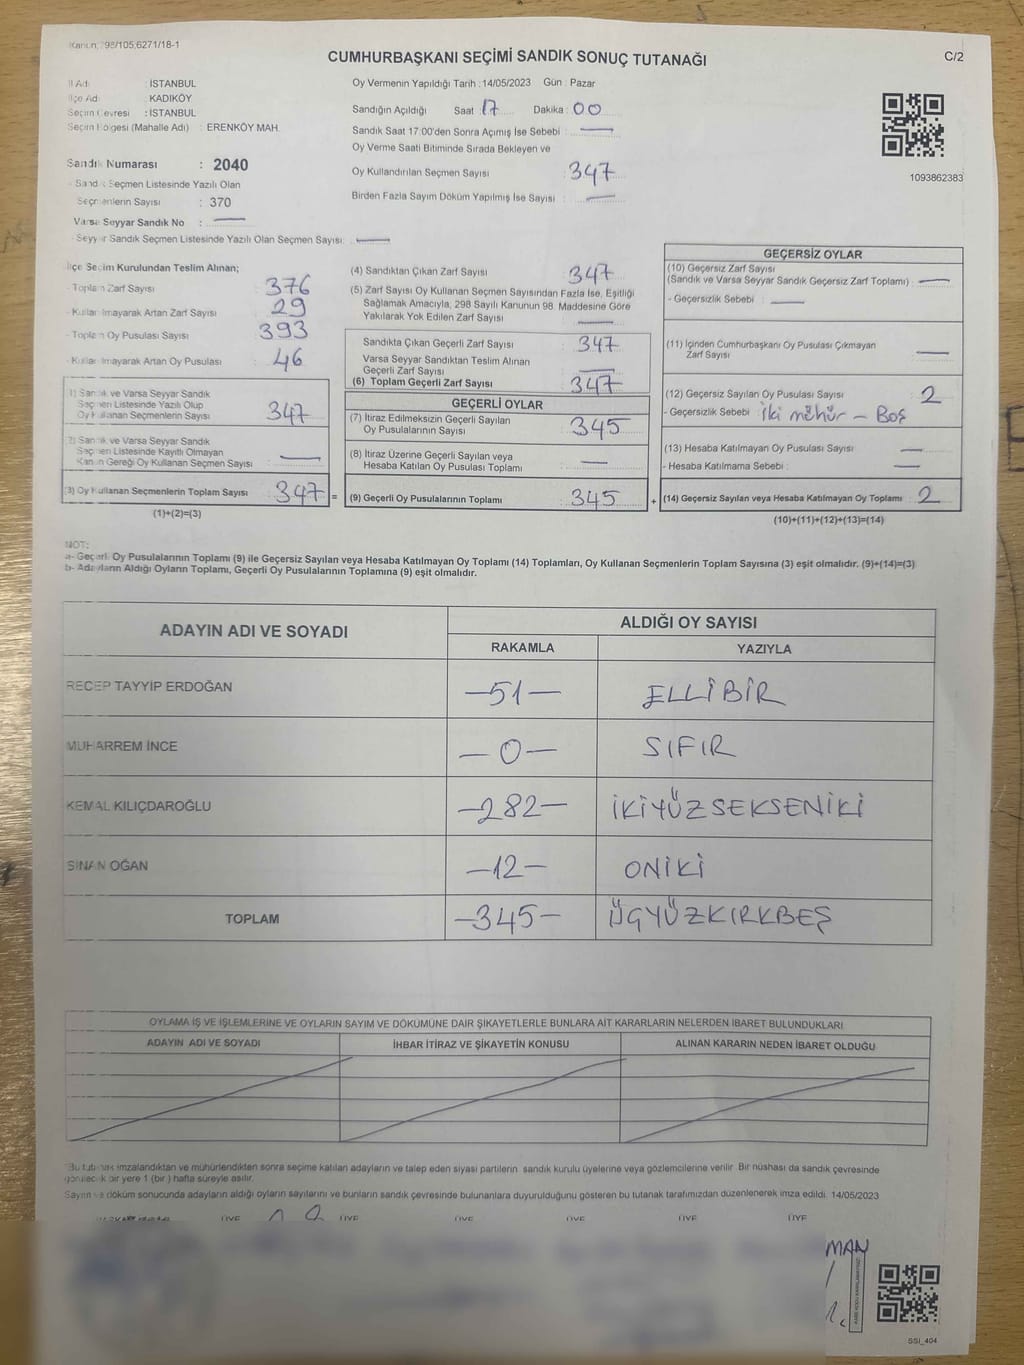 Kanun: 298/105,6271/18-1
C/2
CUMHURBAŞKANI SEÇİMİ SANDIK SONUÇ TUTANAĞI
İl Adı : İSTANBUL
İlçe Adı : KADIKÖY
Seçim Çevresi : İSTANBUL
Seçim Bölgesi (Mahalle Adı) : ERENKÖY MAH.
Sandık Numarası : 2040
- Sandık Seçmen Listesinde Yazılı Olan
Seçmenlerin Sayısı : 370
Varsa Seyyar Sandık No : —
- Seyyar Sandık Seçmen Listesinde Yazılı Olan Seçmen Sayısı: —
Oy Vermenin Yapıldığı Tarih : 14/05/2023 Gün : Pazar
Sandığın Açıldığı Saat : 17 Dakika : 00
Sandık Saat 17:00'den Sonra Açımış İse Sebebi : —
Oy Verme Saati Bitiminde Sırada Bekleyen ve
Oy Kullandırılan Seçmen Sayısı : 347
Birden Fazla Sayım Döküm Yapılmış İse Sayısı : —
1093862383
İlçe Seçim Kurulundan Teslim Alınan;
- Toplam Zarf Sayısı : 376
- Kullanılmayarak Artan Zarf Sayısı : 29
- Toplam Oy Pusulası Sayısı : 393
- Kullanılmayarak Artan Oy Pusulası : 46
1) Sandık ve Varsa Seyyar Sandık
Seçmen Listesinde Yazılı Olup
Oy Kullanan Seçmenlerin Sayısı : 347
2) Sandık ve Varsa Seyyar Sandık
Seçmen Listesinde Kayıtlı Olmayan
Kanun Gereği Oy Kullanan Seçmen Sayısı : —
(3) Oy Kullanan Seçmenlerin Toplam Sayısı : 347 =
(1)+(2)=(3)
(4) Sandıktan Çıkan Zarf Sayısı : 347
(5) Zarf Sayısı Oy Kullanan Seçmen Sayısından Fazla İse, Eşitliği
Sağlamak Amacıyla, 298 Sayılı Kanunun 98. Maddesine Göre
Yakılarak Yok Edilen Zarf Sayısı : —
Sandıkta Çıkan Geçerli Zarf Sayısı : 347
Varsa Seyyar Sandıktan Teslim Alınan
Geçerli Zarf Sayısı : —
(6) Toplam Geçerli Zarf Sayısı : 347
GEÇERLİ OYLAR
(7) İtiraz Edilmeksizin Geçerli Sayılan
Oy Pusulalarının Sayısı : 345
(8) İtiraz Üzerine Geçerli Sayılan veya
Hesaba Katılan Oy Pusulası Toplamı : —
(9) Geçerli Oy Pusulalarının Toplamı : 345 +
GEÇERSİZ OYLAR
(10) Geçersiz Zarf Sayısı
(Sandık ve Varsa Seyyar Sandık Geçersiz Zarf Toplamı) : —
- Geçersizlik Sebebi : —
(11) İçinden Cumhurbaşkanı Oy Pusulası Çıkmayan
Zarf Sayısı : —
(12) Geçersiz Sayılan Oy Pusulası Sayısı : 2
- Geçersizlik Sebebi : iki mühür – Boş
(13) Hesaba Katılmayan Oy Pusulası Sayısı : —
- Hesaba Katılmama Sebebi : —
(14) Geçersiz Sayılan veya Hesaba Katılmayan Oy Toplamı : 2
(10)+(11)+(12)+(13)=(14)
NOT:
a- Geçerli Oy Pusulalarının Toplamı (9) ile Geçersiz Sayılan veya Hesaba Katılmayan Oy Toplamı (14) Toplamları, Oy Kullanan Seçmenlerin Toplam Sayısına (3) eşit olmalıdır. (9)+(14)=(3)
b- Adayların Aldığı Oyların Toplamı, Geçerli Oy Pusulalarının Toplamına (9) eşit olmalıdır.
ADAYIN ADI VE SOYADI
ALDIĞI OY SAYISI
RAKAMLA YAZIYLA
RECEP TAYYİP ERDOĞAN –51– ELLİBİR
MUHARREM İNCE –0– SIFIR
KEMAL KILIÇDAROĞLU –282– İKİYÜZSEKSENİKİ
SİNAN OĞAN –12– ONİKİ
TOPLAM –345– ÜÇYÜZKIRKBEŞ
OYLAMA İŞ VE İŞLEMLERİNE VE OYLARIN SAYIM VE DÖKÜMÜNE DAİR ŞİKAYETLERLE BUNLARA AİT KARARLARIN NELERDEN İBARET BULUNDUKLARI
ADAYIN ADI VE SOYADI İHBAR İTİRAZ VE ŞİKAYETİN KONUSU ALINAN KARARIN NEDEN İBARET OLDUĞU
Bu tutanak imzalandıktan ve mühürlendikten sonra seçime katılan adayların ve talep eden siyasi partilerin sandık kurulu üyelerine veya gözlemcilerine verilir. Bir nüshası da sandık çevresinde
görülecek bir yere 1 (bir ) hafta süreyle asılır.
Sayım ve döküm sonucunda adayların aldığı oyların sayılarını ve bunların sandık çevresinde bulunanlara duyurulduğunu gösteren bu tutanak tarafımızdan düzenlenerek imza edildi. 14/05/2023
ÜYE ÜYE ÜYE ÜYE ÜYE ÜYE
MAN
SSI_404